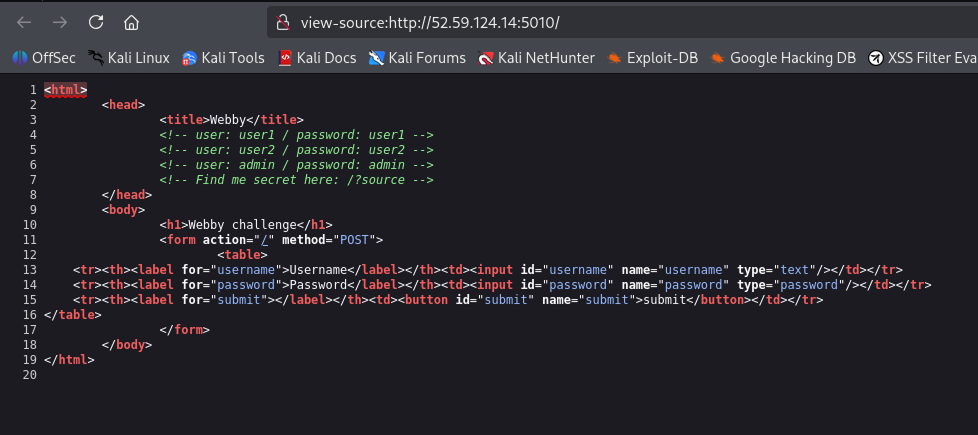 view-source:http://52.59.124.14:5010/
OffSec Kali Linux Kali Tools Kali Docs Kali Forums Kali NetHunter Exploit-DB Google Hacking DB XSS Filter Eva
1 <html>
2 <head>
3 <title>Webby</title>
4 <!-- user: user1 / password: user1 -->
5 <!-- user: user2 / password: user2 -->
6 <!-- user: admin / password: admin -->
7 <!-- Find me secret here: /?source -->
8 </head>
9 <body>
10 <h1>Webby challenge</h1>
11 <form action="/" method="POST">
12 <table>
13 <tr><th><label for="username">Username</label></th><td><input id="username" name="username" type="text"/></td></tr>
14 <tr><th><label for="password">Password</label></th><td><input id="password" name="password" type="password"/></td></tr>
15 <tr><th><label for="submit"></label></th><td><button id="submit" name="submit">submit</button></td></tr>
16 </table>
17 </form>
18 </body>
19 </html>
20